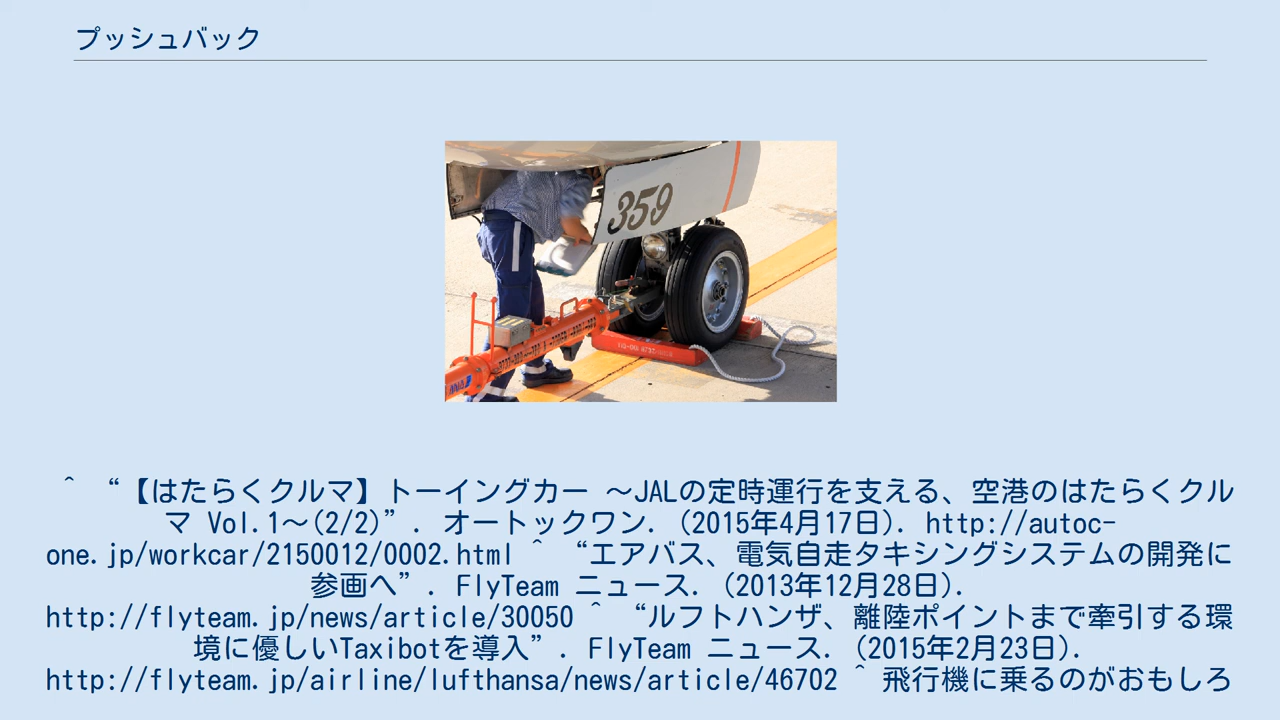 プッシュバック
359
ANA
^ “【はたらくクルマ】トーイングカー ～JALの定時運行を支える、空港のはたらくクル
マ Vol.1～(2/2)”. オートックワン. (2015年4月17日). http://autoc-
one.jp/workcar/2150012/0002.html ^ “エアバス、電気自走タキシングシステムの開発に
参画へ”. FlyTeam ニュース. (2013年12月28日).
http://flyteam.jp/news/article/30050 ^ “ルフトハンザ、離陸ポイントまで牽引する環
境に優しいTaxibotを導入”. FlyTeam ニュース. (2015年2月23日).
http://flyteam.jp/airline/lufthansa/news/article/46702 ^ 飛行機に乗るのがおもしろ